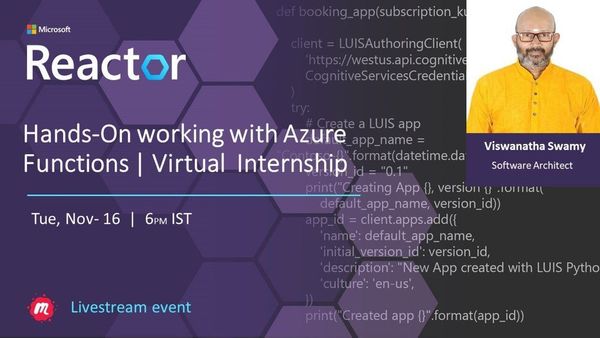 Microsoft
Reactor
Hands-On working with Azure
Functions | Virtual Internship
Tue, Nov- 16 | 6PM IST
Livestream event
def booking_app(subscription_ku
client = LUISAuthoringClient(
'https://westus.api.cognitive
CognitiveServicesCredentia
)
try:
# Create a LUIS app
default_app_name =
".format(datetime.da
version_id = "0.1"
print("Creating App {}, version {}".format(
default_app_name, version_id))
app_id = client.apps.add({
'name': default_app_name,
'initial_version_id': version_id,
'description': "New App created with LUIS Pytho
'culture': 'en-us',
})
print("Created app {}".format(app_id))
Viswanatha Swamy
Software Architect